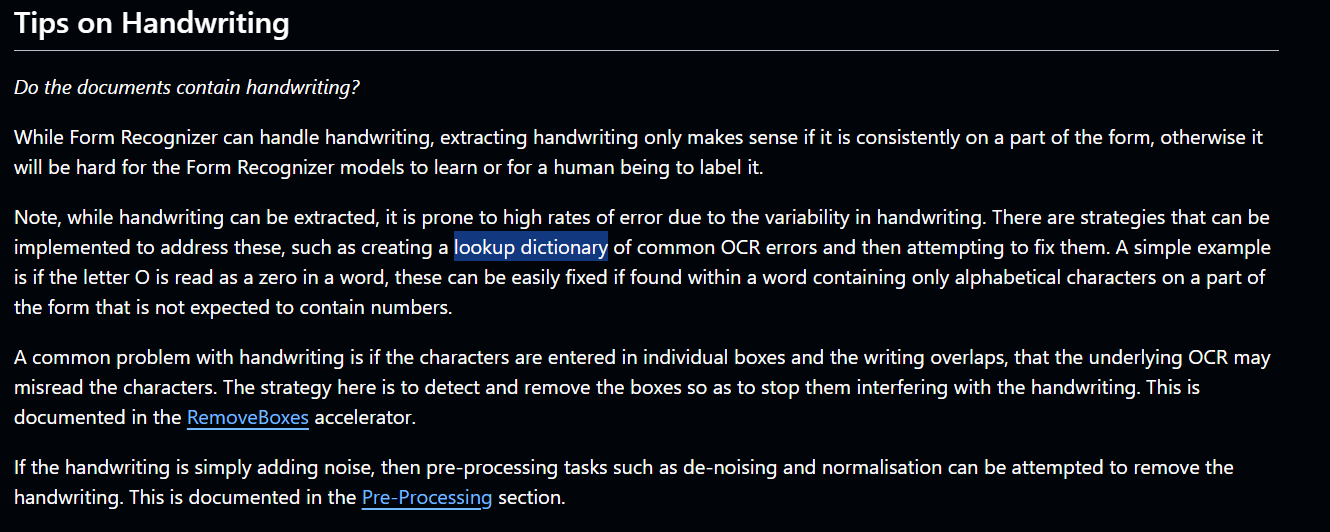 Tips on Handwriting
Do the documents contain handwriting?
While Form Recognizer can handle handwriting, extracting handwriting only makes sense if it is consistently on a part of the form, otherwise it
will be hard for the Form Recognizer models to learn or for a human being to label it.
Note, while handwriting can be extracted, it is prone to high rates of error due to the variability in handwriting. There are strategies that can be
implemented to address these, such as creating a lookup dictionary of common OCR errors and then attempting to fix them. A simple example
is if the letter O is read as a zero in a word, these can be easily fixed if found within a word containing only alphabetical characters on a part of
the form that is not expected to contain numbers.
A common problem with handwriting is if the characters are entered in individual boxes and the writing overlaps, that the underlying OCR may
misread the characters. The strategy here is to detect and remove the boxes so as to stop them interfering with the handwriting. This is
documented in the RemoveBoxes accelerator.
If the handwriting is simply adding noise, then pre-processing tasks such as de-noising and normalisation can be attempted to remove the
handwriting. This is documented in the Pre-Processing section.